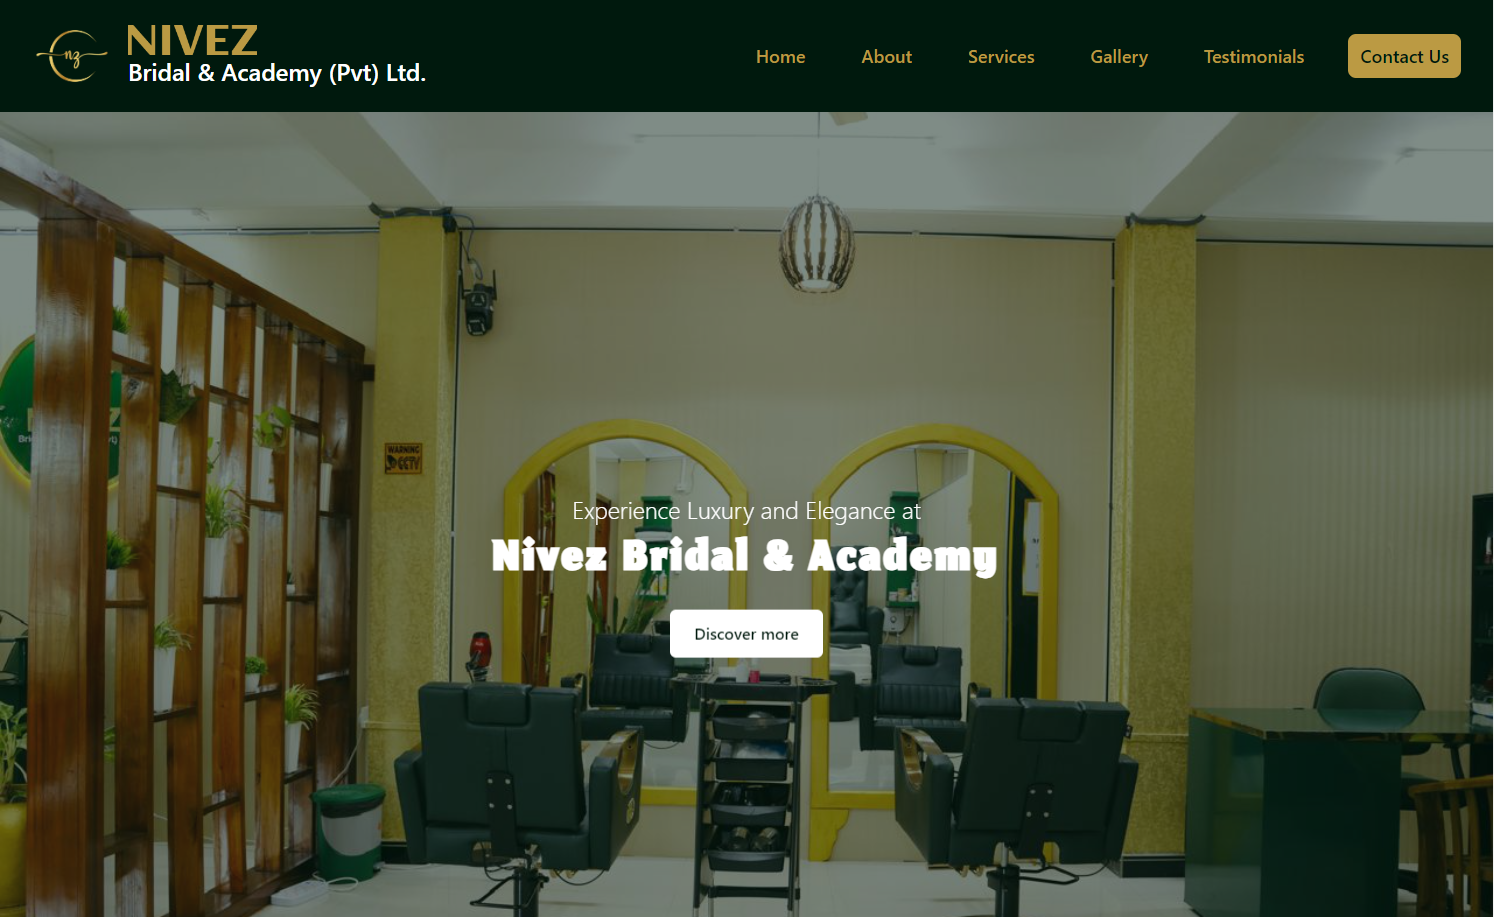 nz
NIVEZ
Bridal & Academy (Pvt) Ltd.
Home
About
Services
Gallery
Testimonials
Contact Us
WARNING
CCTV
Experience Luxury and Elegance at
Nivez Bridal & Academy
Discover more